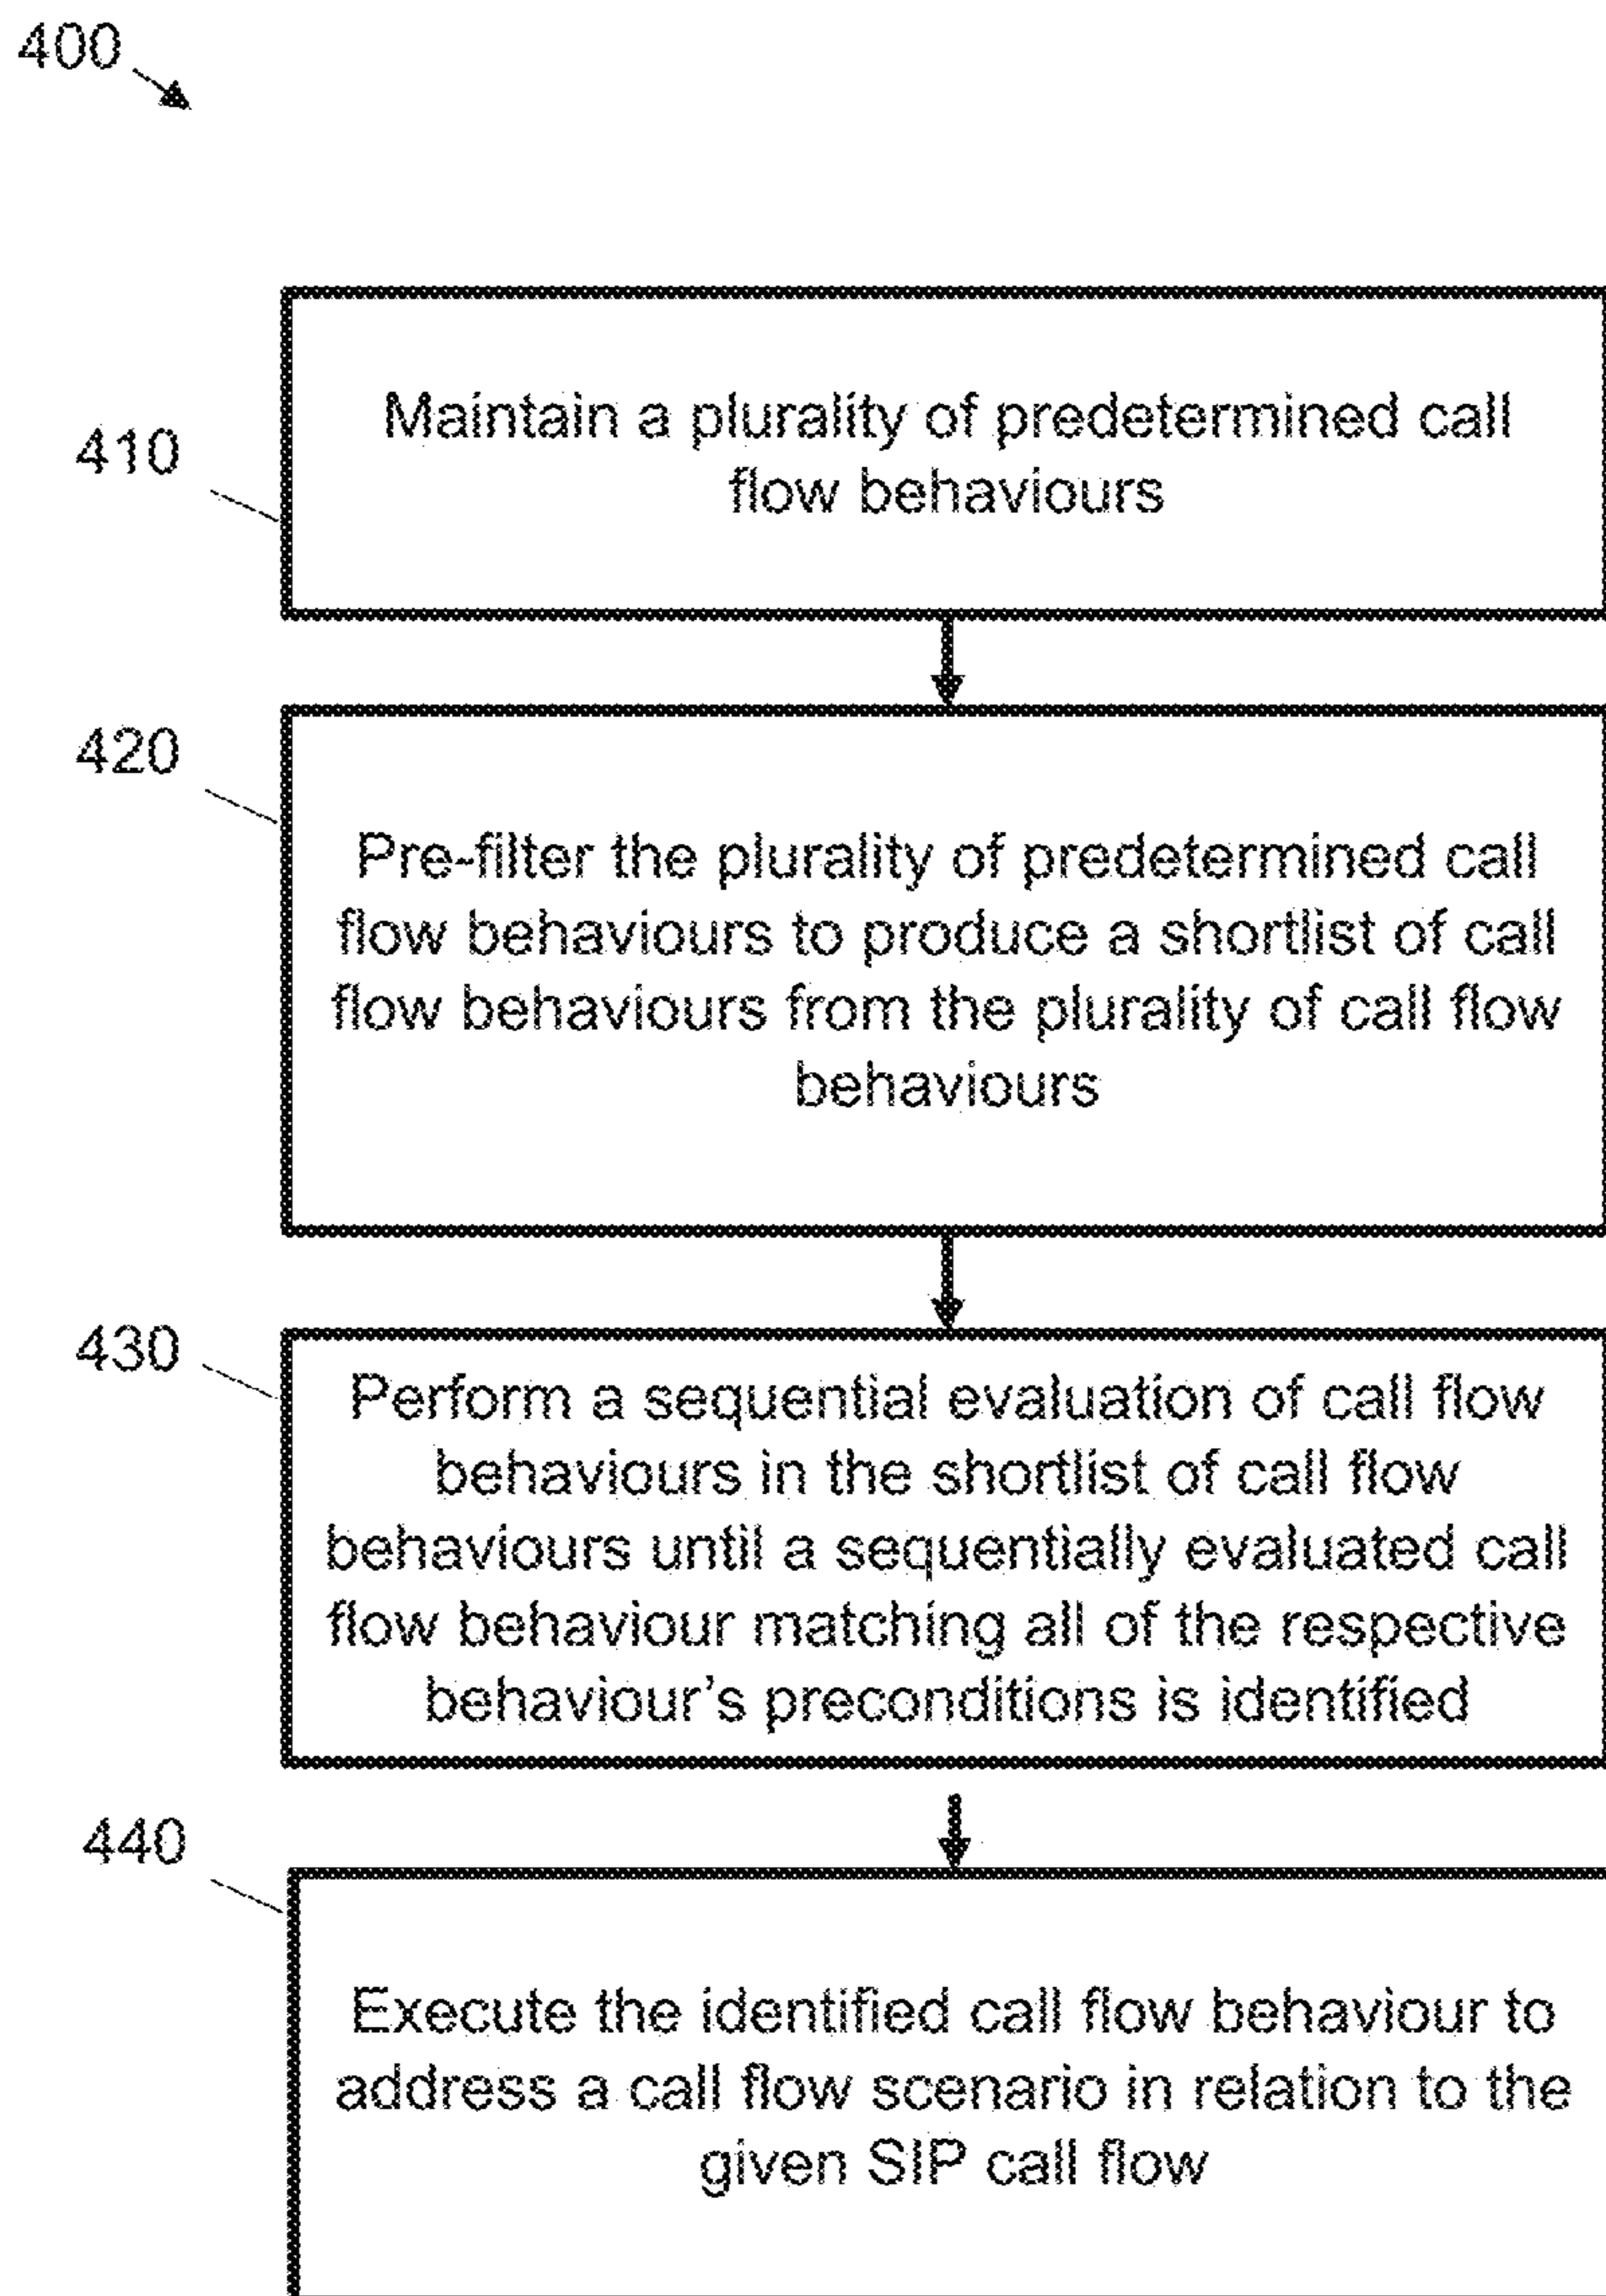 400
410
Maintain a plurality of predetermined call
flow behaviours
420
Pre-filter the plurality of predetermined call
flow behaviours to produce a shortlist of call
flow behaviours from the plurality of call flow
behaviours
430
Perform a sequential evaluation of call flow
behaviours in the shortlist of call flow
behaviours until a sequentially evaluated call
flow behaviour matching all of the respective
behaviour's preconditions is identified
440
Execute the identified call flow behaviour to
address a call flow scenario in relation to the
given SIP call flow